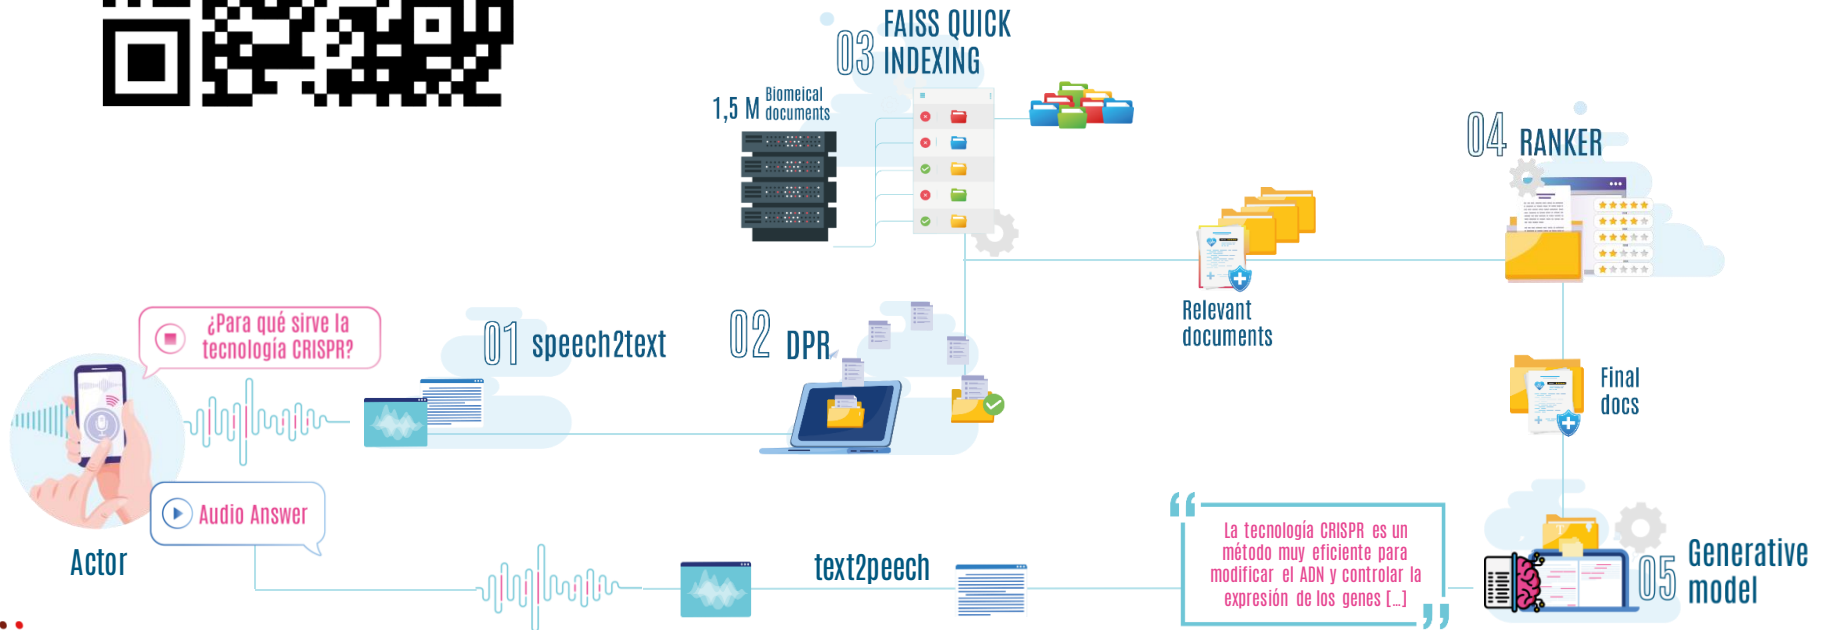 03
FAISS QUICK
INDEXING
1,5 M
Biomeical
documents
04
RANKER
Relevant
documents
¿Para qué sirve la
tecnología CRISPR?
01
speech2text
02
DPR
Final
docs
Audio Answer
Actor
text2peech
“
La tecnología CRISPR es un
método muy eficiente para
modificar el ADN y controlar la
expresión de los genes [...]
”
05
Generative
model